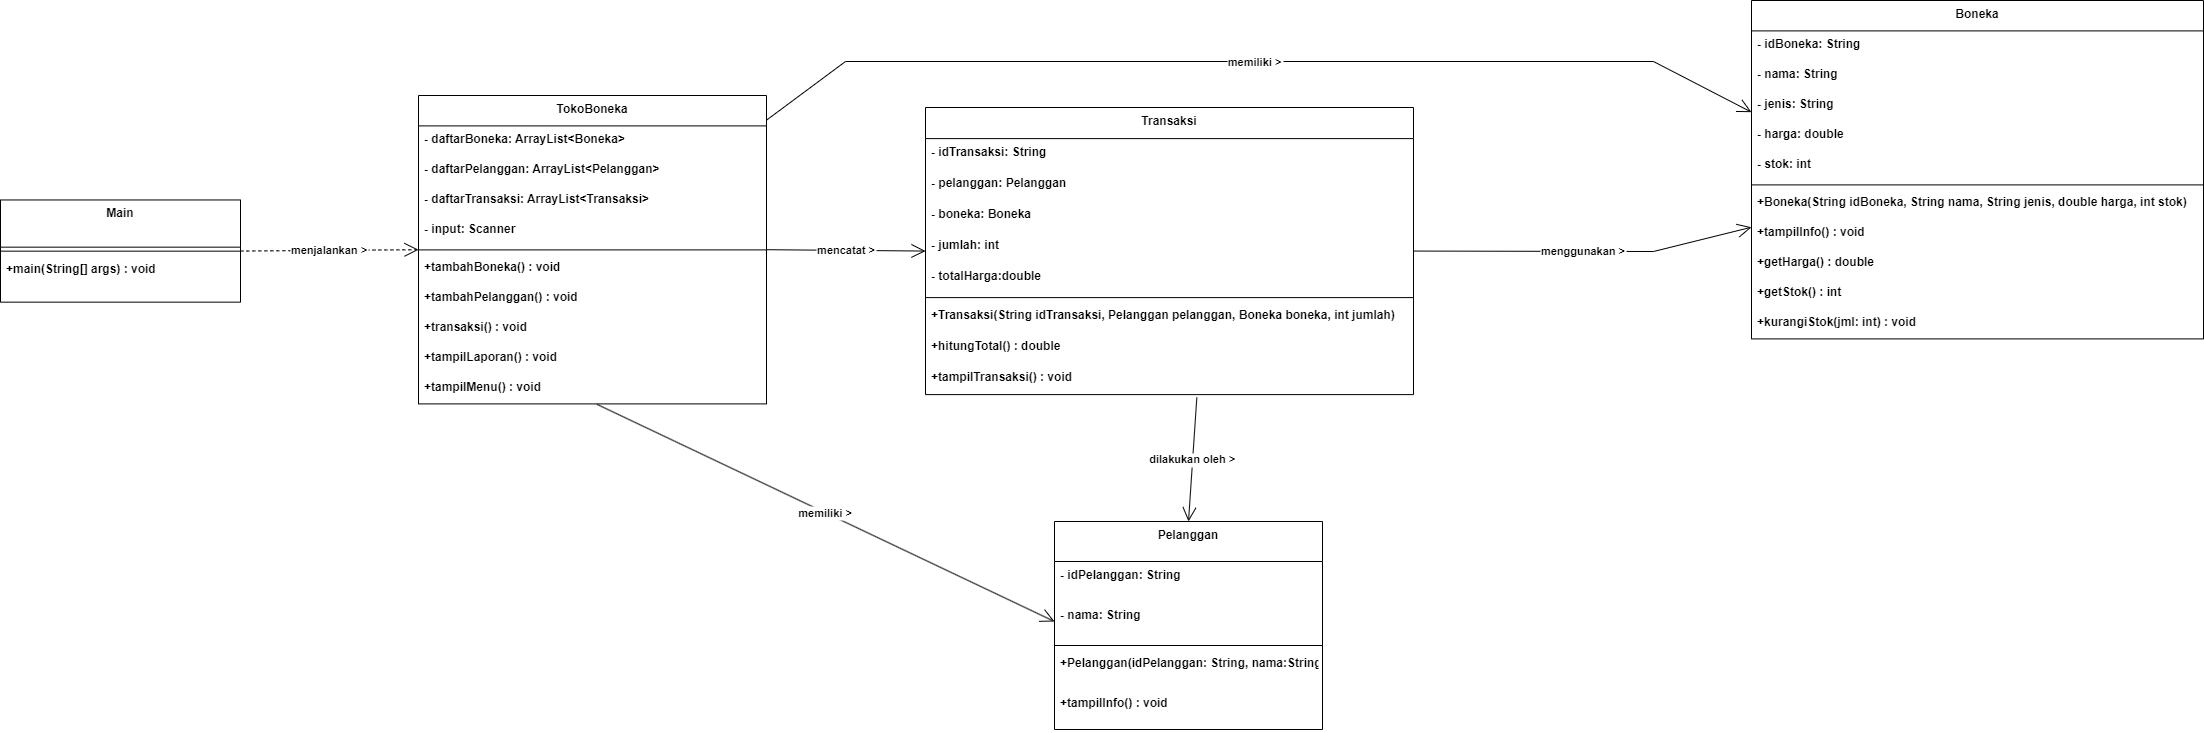 Main
+main(String[] args) : void
menjalankan >
TokoBoneka
- daftarBoneka: ArrayList<Boneka>
- daftarPelanggan: ArrayList<Pelanggan>
- daftarTransaksi: ArrayList<Transaksi>
- input: Scanner
+tambahBoneka() : void
+tambahPelanggan() : void
+transaksi() : void
+tampilLaporan() : void
+tampilMenu() : void
memiliki >
mencatat >
memiliki >
Transaksi
- idTransaksi: String
- pelanggan: Pelanggan
- boneka: Boneka
- jumlah: int
- totalHarga:double
+Transaksi(String idTransaksi, Pelanggan pelanggan, Boneka boneka, int jumlah)
+hitungTotal() : double
+tampilTransaksi() : void
menggunakan >
dilakukan oleh >
Boneka
- idBoneka: String
- nama: String
- jenis: String
- harga: double
- stok: int
+Boneka(String idBoneka, String nama, String jenis, double harga, int stok)
+tampilInfo() : void
+getHarga() : double
+getStok() : int
+kurangiStok(jml: int) : void
Pelanggan
- idPelanggan: String
- nama: String
+Pelanggan(idPelanggan: String, nama:String
+tampilInfo() : void